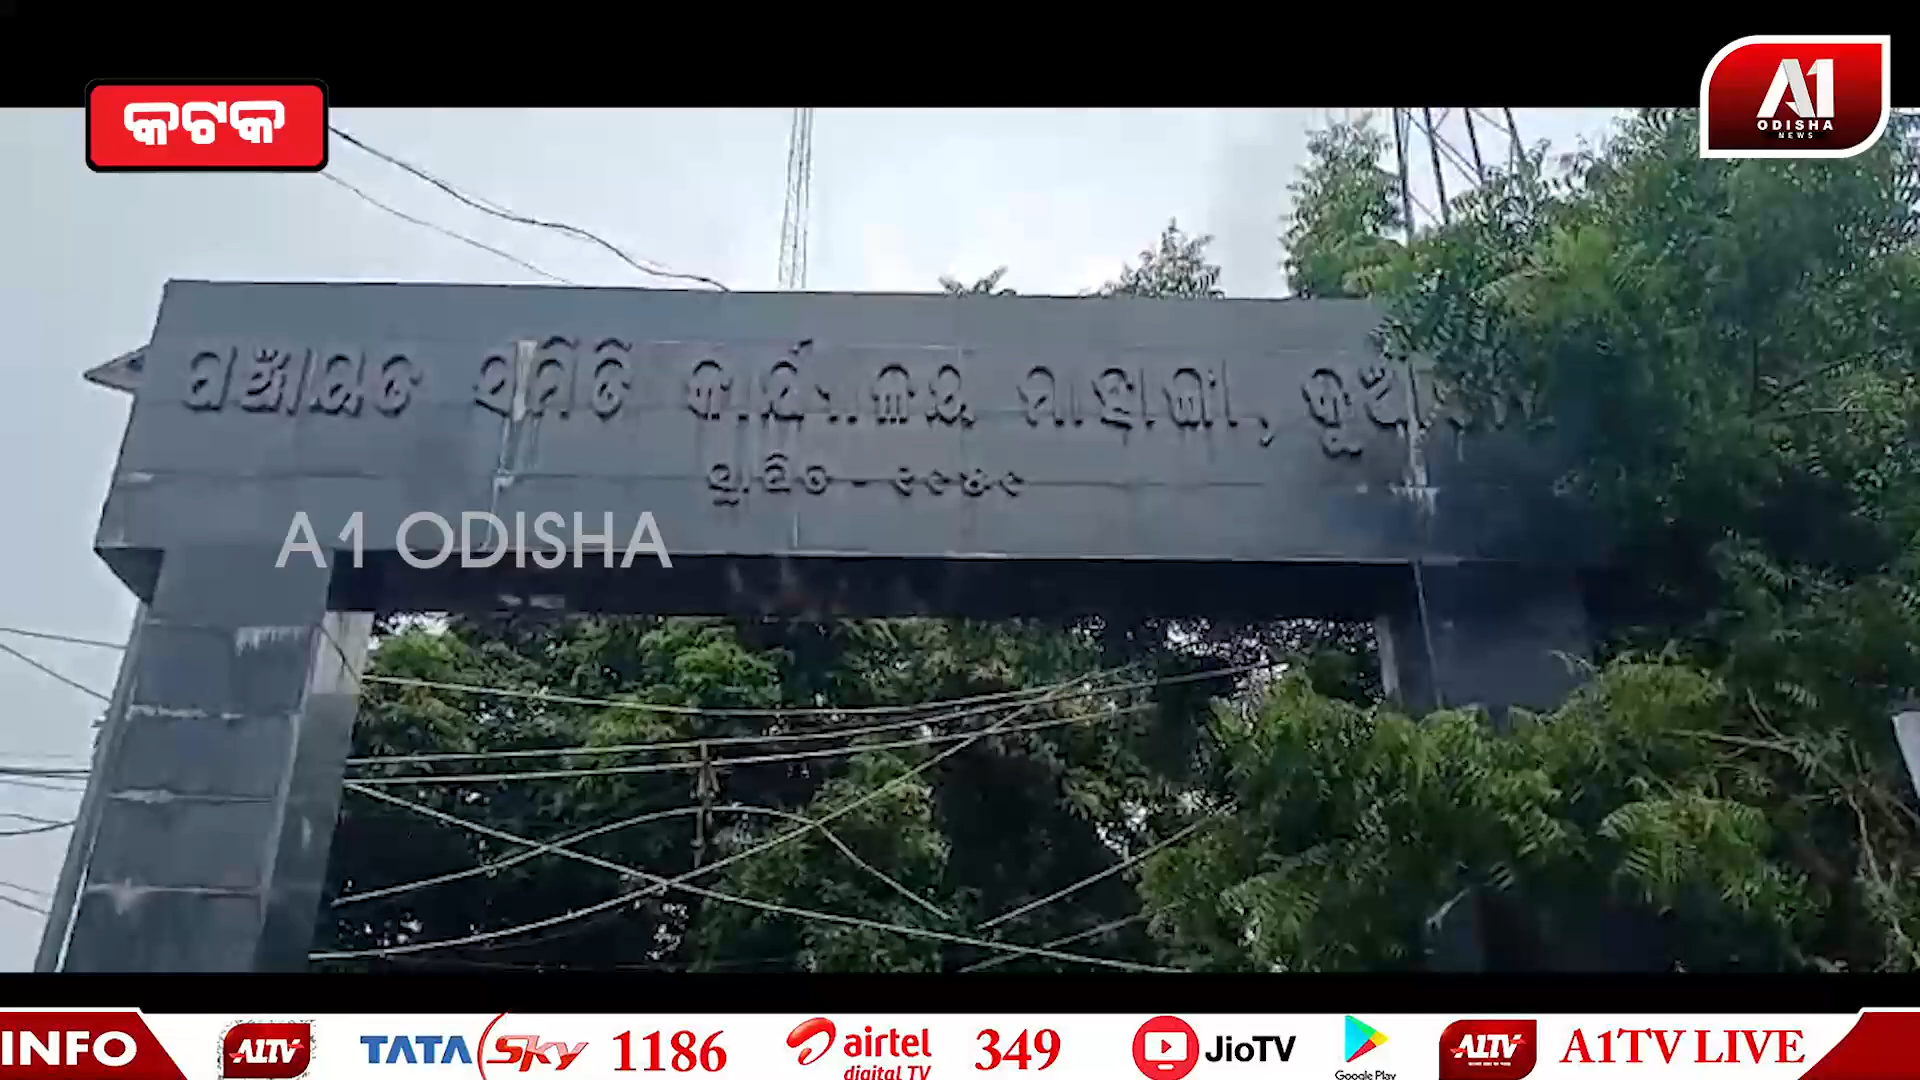 କଟକ
A1
ODISHA
NEWS
ପଞ୍ଚାୟତ ସମିତି କାର୍ଯ୍ୟାଳୟ ମାହାଙ୍ଗା,
ସ୍ଥାପିତ -
A1 ODISHA
INFO A1TV TATA Sky 1186 airtel digital TV 349 JioTV Google Play A1TV A1TV LIVE